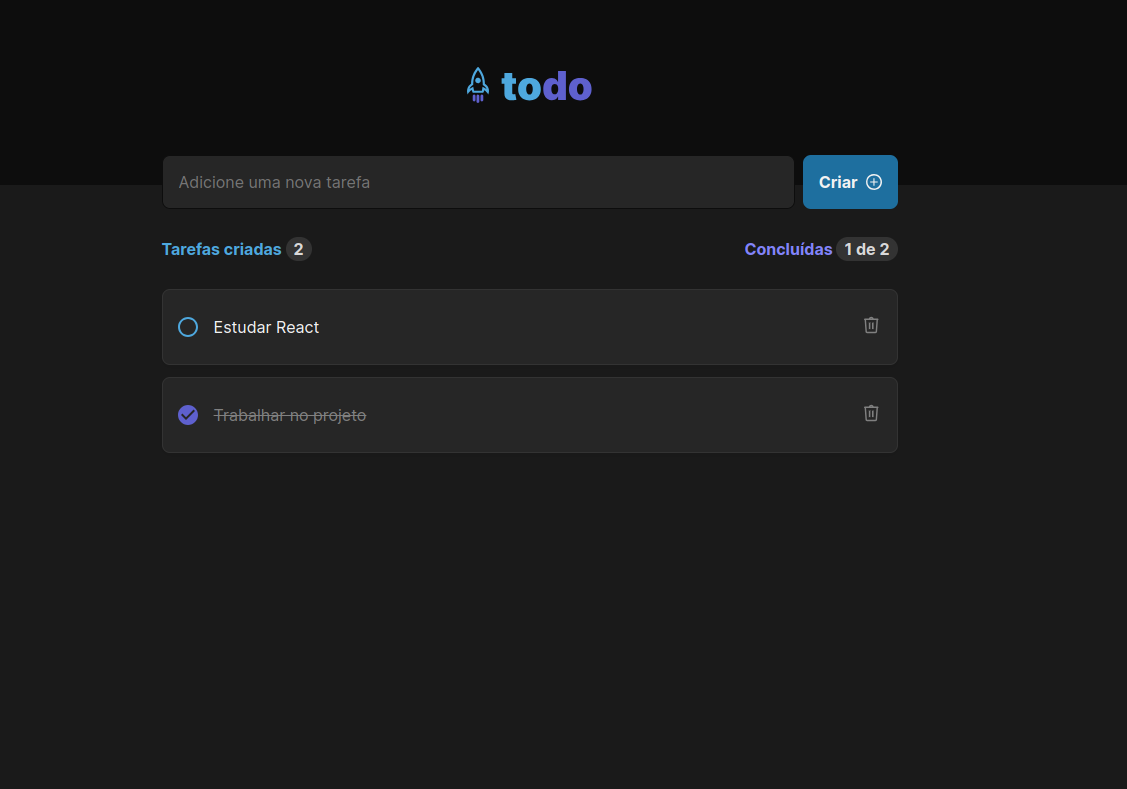 todo
Adicione uma nova tarefa
Criar
Tarefas criadas 2
Concluídas 1 de 2
Estudar React
Trabalhar no projeto